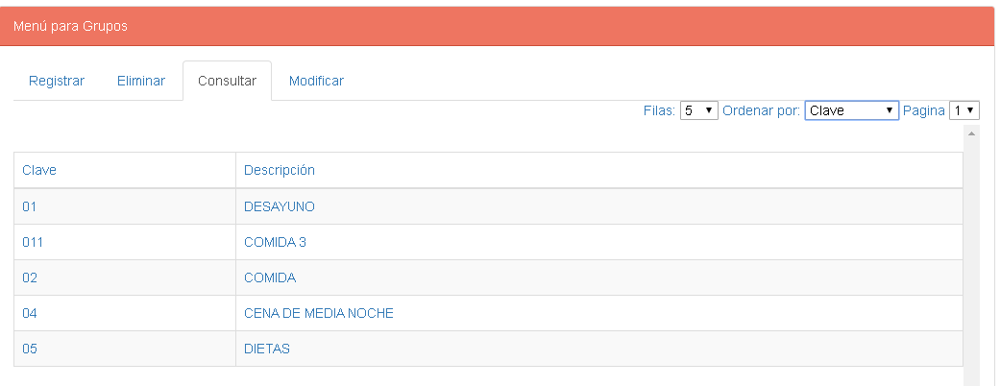 Menú para Grupos
Registrar Eliminar Consultar Modificar
Filas: 5 Ordenar por: Clave Pagina 1
Clave Descripción
01 DESAYUNO
011 COMIDA 3
02 COMIDA
04 CENA DE MEDIA NOCHE
05 DIETAS